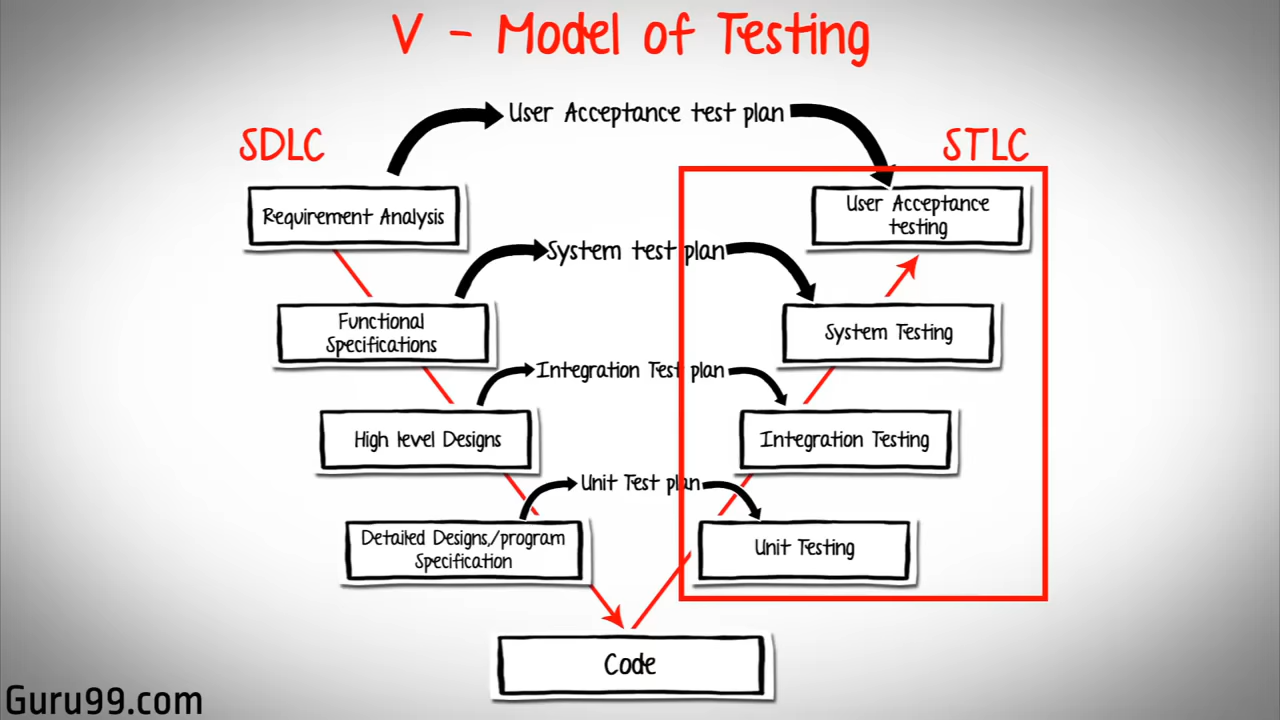 V - Model of Testing
User Acceptance test plan
SDLC
STLC
Requirement Analysis
User Acceptance
testing
System test plan
Functional
Specifications
System Testing
Integration Test plan
High level Designs
Integration Testing
Unit Test plan
Detailed Designs,/program
Specification
Unit Testing
Code
Guru99.com